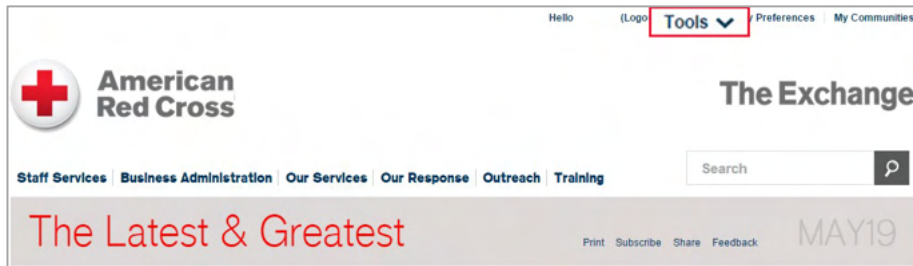 Hello (Logo Tools y Preferences My Communities
American
Red Cross
The Exchange
Search
Staff Services Business Administration Our Services Our Response Outreach Training
The Latest & Greatest
Print Subscribe Share Feedback
MAY19